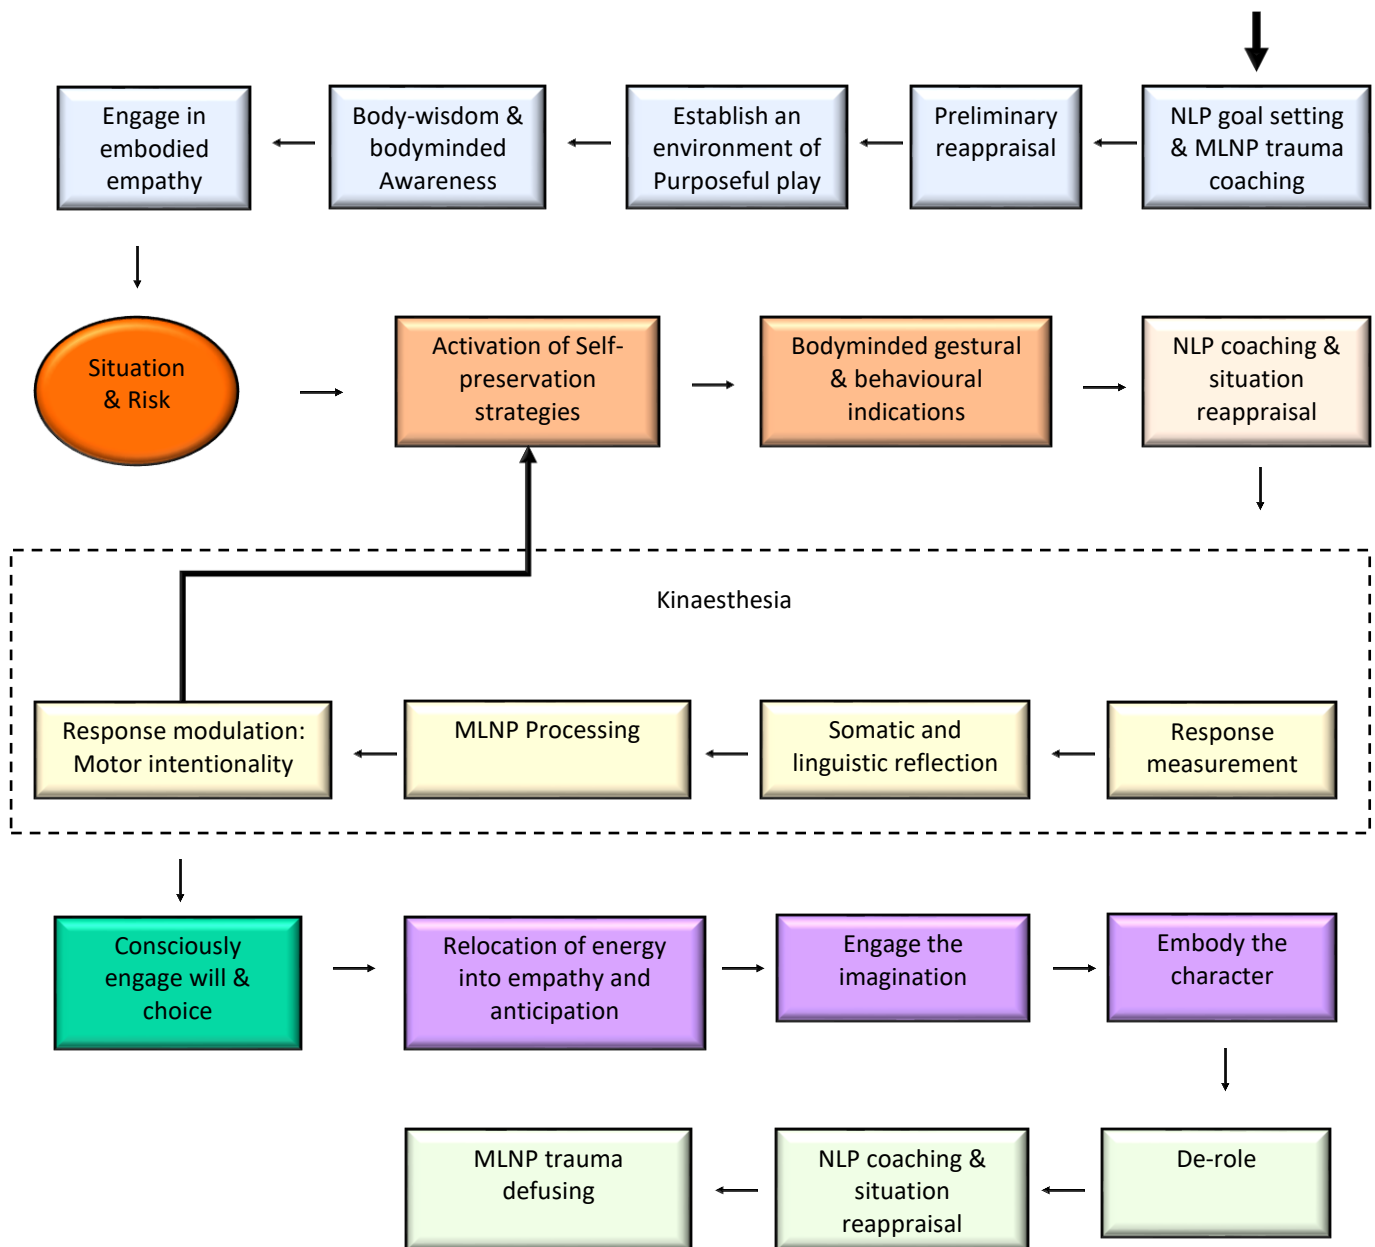 Engage in
embodied
empathy
Body-wisdom &
bodyminded
Awareness
Establish an
environment of
Purposeful play
Preliminary
reappraisal
NLP goal setting
& MLNP trauma
coaching
Situation
& Risk
Activation of Self-
preservation
strategies
Bodyminded gestural
& behavioural
indications
NLP coaching &
situation
reappraisal
Kinaesthesia
Response modulation:
Motor intentionality
MLNP Processing
Somatic and
linguistic reflection
Response
measurement
Consciously
engage will &
choice
Relocation of energy
into empathy and
anticipation
Engage the
imagination
Embody the
character
MLNP trauma
defusing
NLP coaching &
situation
reappraisal
De-role